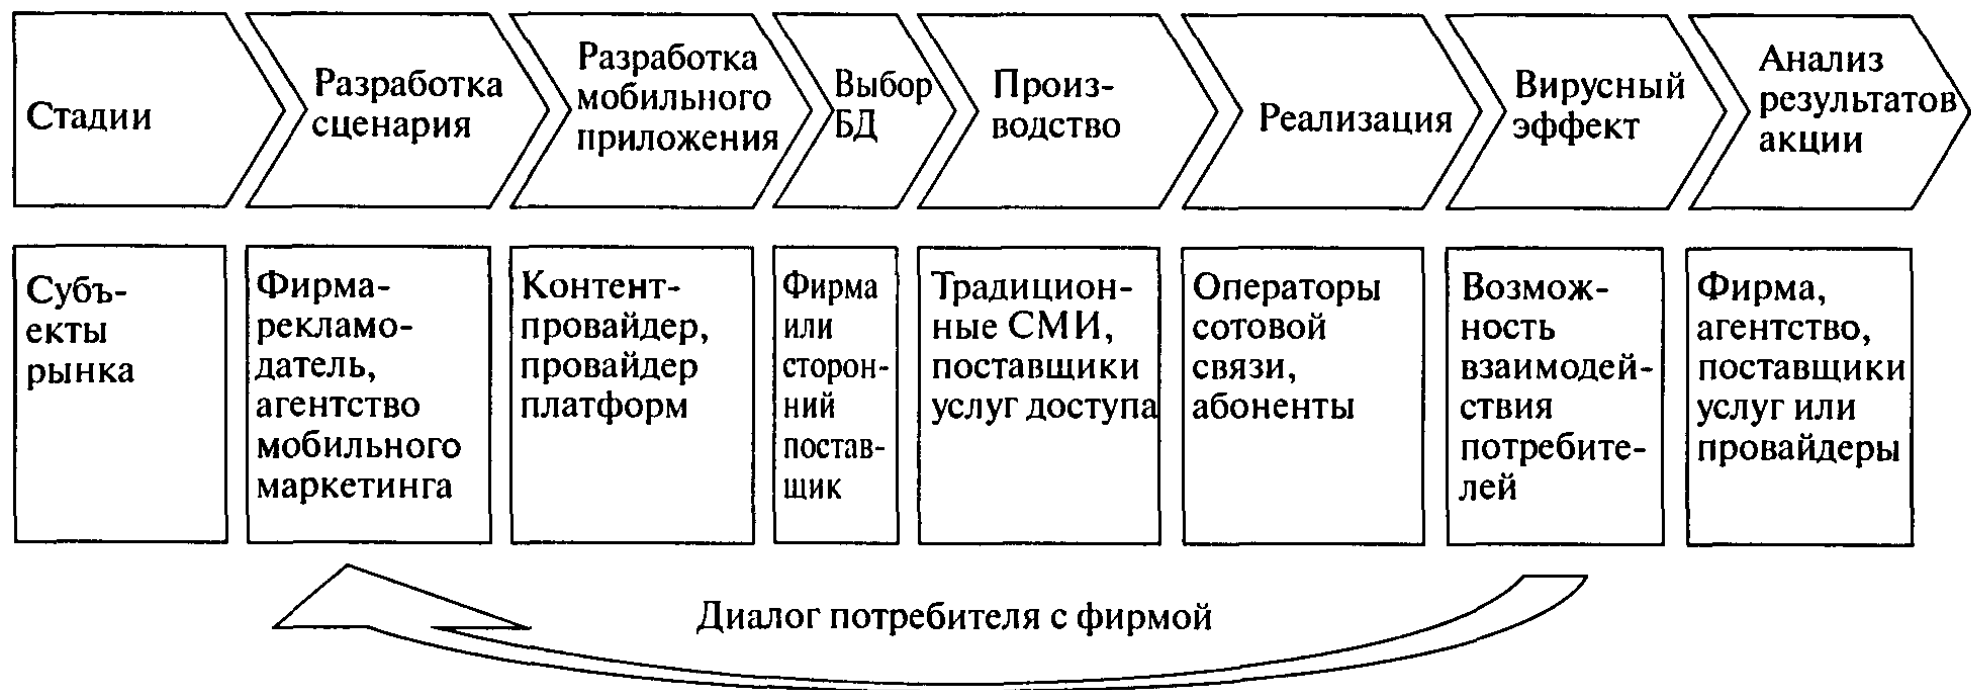 Стадии
Разработка
сценария
Разработка
мобильного
приложения
Выбор
БД
Произ-
водство
Реализация
Вирусный
эффект
Анализ
результатов
акции
Субъ-
екты
рынка
Фирма-
рекламо-
датель,
агентство
мобильного
маркетинга
Контент-
провайдер,
провайдер
платформ
Фирма
или
сторон-
ний
постав-
щик
Традицион-
ные СМИ,
поставщики
услуг доступа
Операторы
сотовой
связи,
абоненты
Возмож-
ность
взаимодей-
ствия
потребите-
лей
Фирма,
агентство,
поставщики
услуг или
провайдеры
Диалог потребителя с фирмой